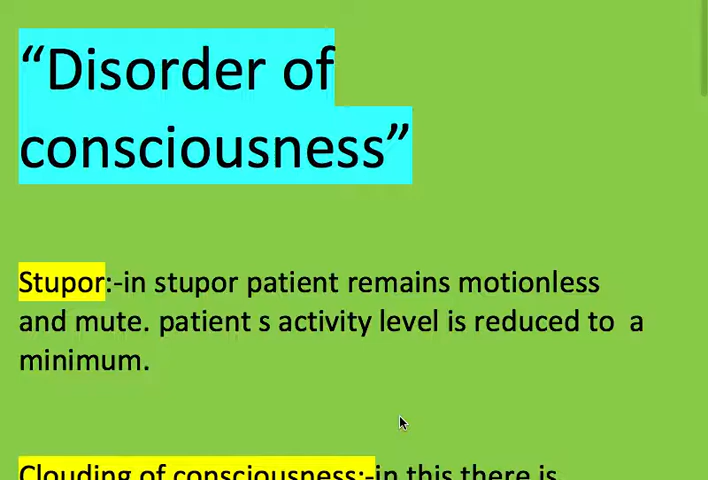 “Disorder of
consciousness”
Stupor:-in stupor patient remains motionless
and mute. patient s activity level is reduced to  a
minimum.
Clouding of consciousness:-in this there is